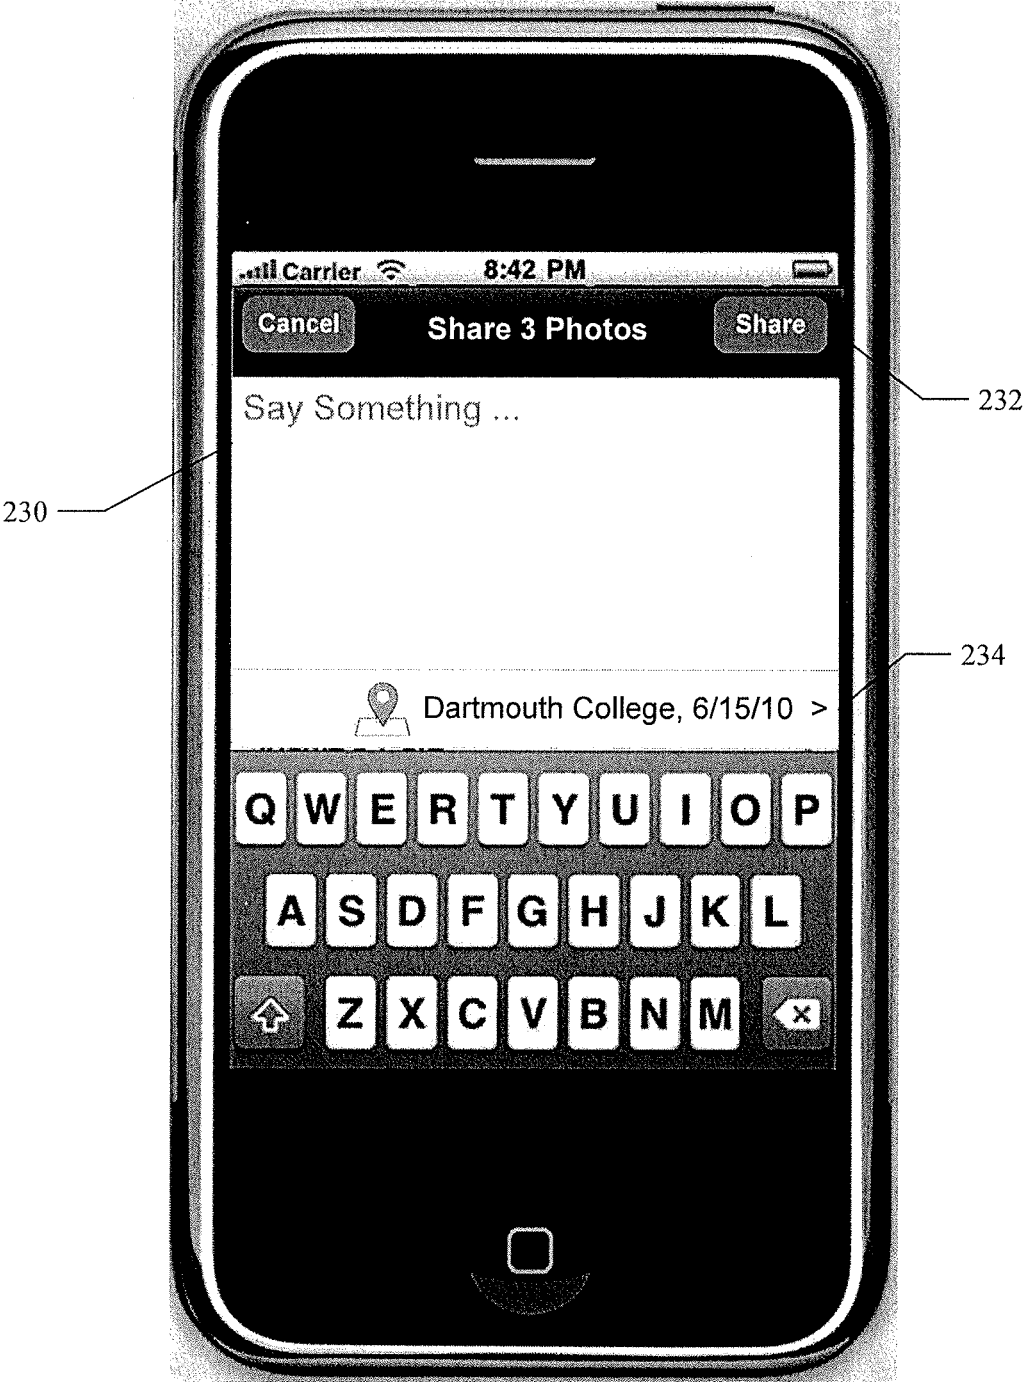 Carrier 8:42 PM
Cancel Share 3 Photos Share
232
Say Something ...
230
234
Dartmouth College, 6/15/10 >
Q W E R T Y U I O P
A S D F G H J K L
Z X C V B N M